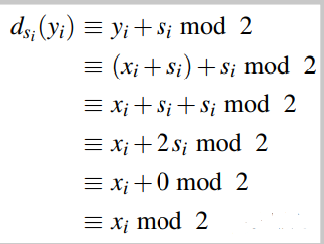 d_{s_i}(y_i) ≡ y_i + s_i mod 2
≡ (x_i + s_i) + s_i mod 2
≡ x_i + s_i + s_i mod 2
≡ x_i + 2s_i mod 2
≡ x_i + 0 mod 2
≡ x_i mod 2